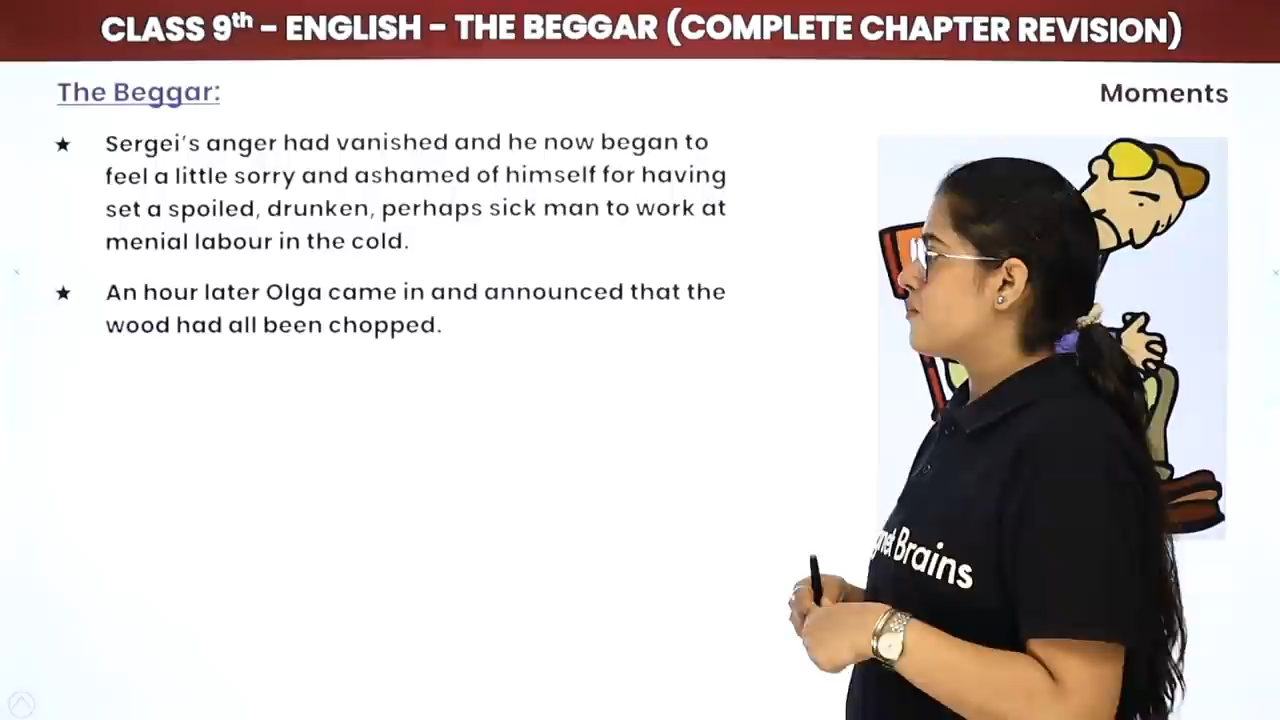 CLASS 9th – ENGLISH – THE BEGGAR (COMPLETE CHAPTER REVISION)
The Beggar:
Moments
★ Sergei's anger had vanished and he now began to
feel a little sorry and ashamed of himself for having
set a spoiled, drunken, perhaps sick man to work at
menial labour in the cold.
★ An hour later Olga came in and announced that the
wood had all been chopped.
Brains